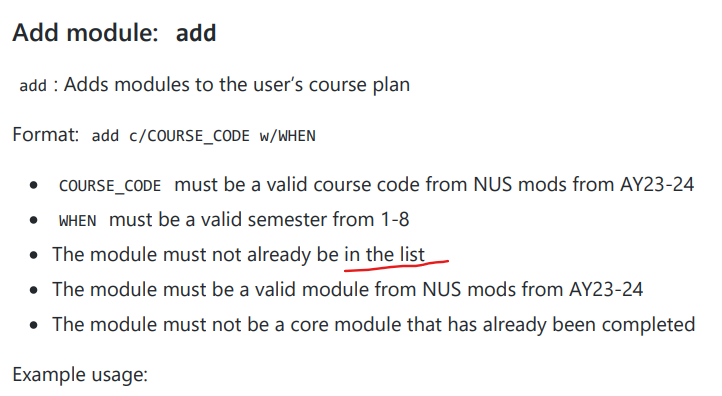 Add module: add
add : Adds modules to the user's course plan
Format: add c/COURSE_CODE w/WHEN
• COURSE_CODE must be a valid course code from NUS mods from AY23-24
• WHEN must be a valid semester from 1-8
• The module must not already be in the list
• The module must be a valid module from NUS mods from AY23-24
• The module must not be a core module that has already been completed
Example usage: